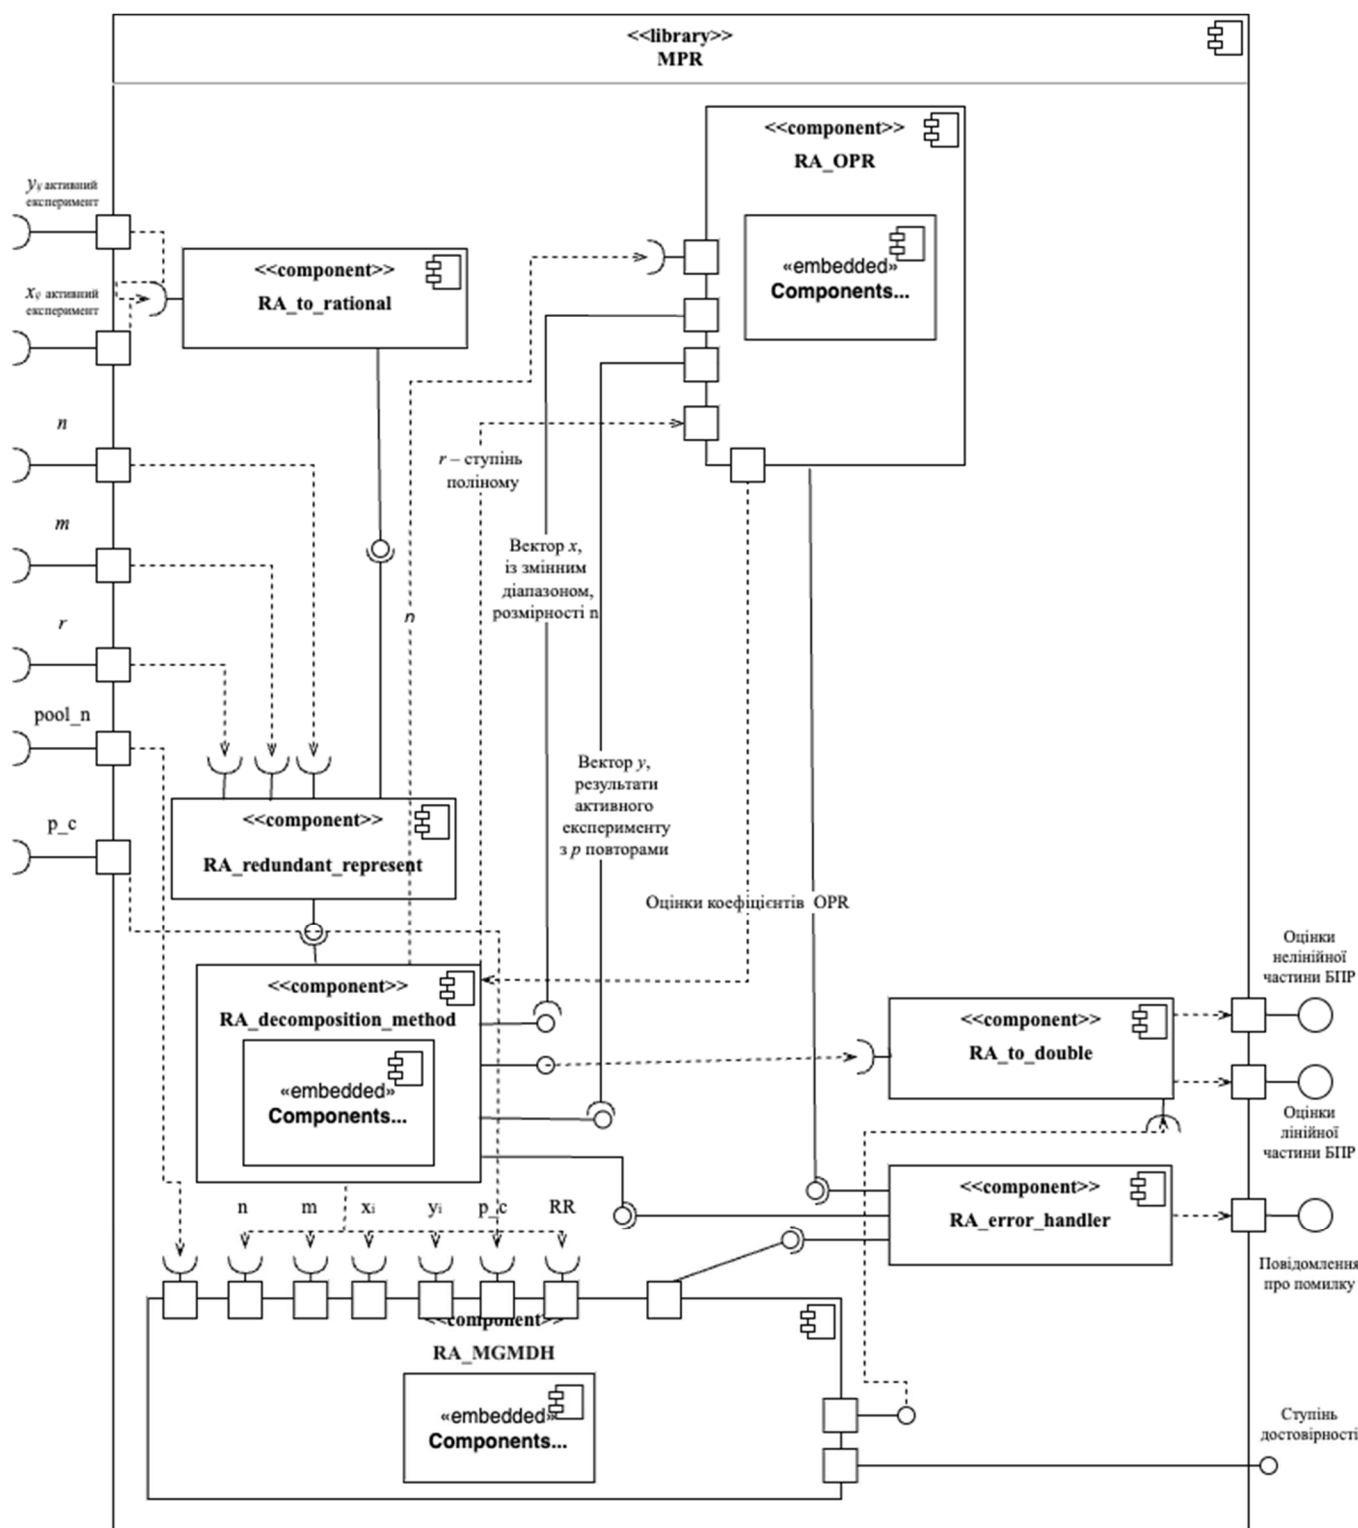 <<library>>
MPR
<<component>>
RA_OPR
«embedded»
Components...
yij активний
експеримент
<<component>>
RA_to_rational
xij активний
експеримент
n
r – ступінь
поліному
m
Вектор x,
із змінним
діапазоном,
розмірності n
n
r
pool_n
Вектор y,
результати
активного
експерименту
з p повторами
p_c
<<component>>
RA_redundant_represent
Оцінки коефіцієнтів OPR
Оцінки
нелінійної
частини БПР
<<component>>
RA_decomposition_method
«embedded»
Components...
<<component>>
RA_to_double
Оцінки
лінійної
частини БПР
<<component>>
RA_error_handler
n m xi yi p_c RR
Повідомлення
про помилку
<<component>>
RA_MGMDH
«embedded»
Components...
Ступінь
достовірності